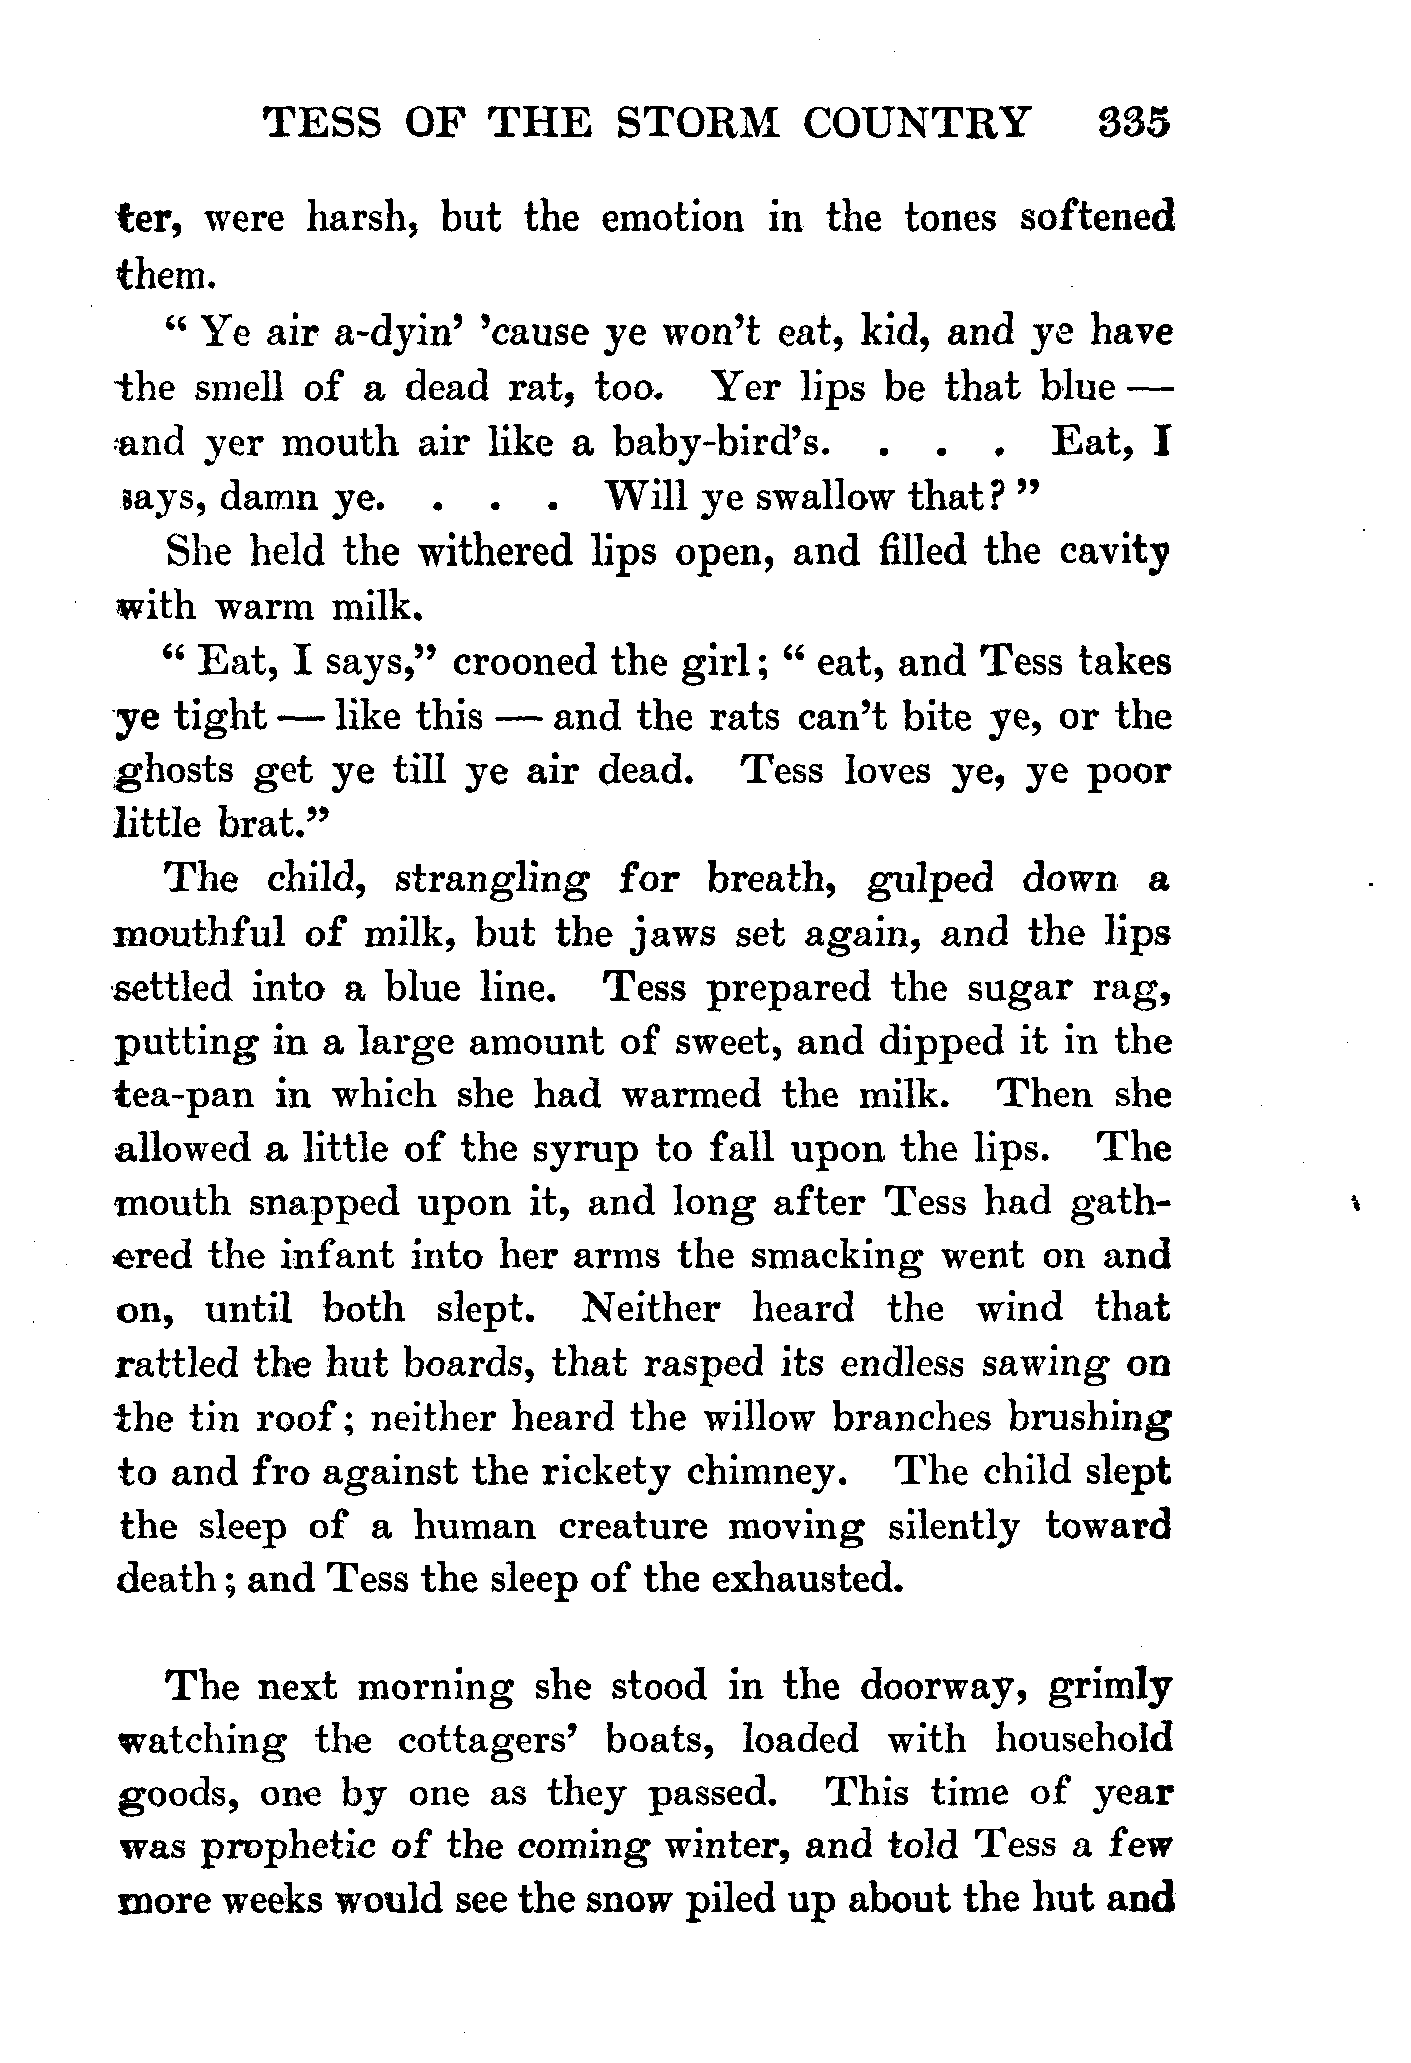 TESS OF THE STORM COUNTRY 335
ter, were harsh, but the emotion in the tones softened
them.
“ Ye air a-dyin’ ’cause ye won’t eat, kid, and ye have
the smell of a dead rat, too. Yer lips be that blue —
and yer mouth air like a baby-bird’s. . . . Eat, I
says, damn ye. . . . Will ye swallow that? ”
She held the withered lips open, and filled the cavity
with warm milk.
“ Eat, I says,” crooned the girl; “ eat, and Tess takes
ye tight — like this — and the rats can’t bite ye, or the
ghosts get ye till ye air dead. Tess loves ye, ye poor
little brat.”
The child, strangling for breath, gulped down a
mouthful of milk, but the jaws set again, and the lips
settled into a blue line. Tess prepared the sugar rag,
putting in a large amount of sweet, and dipped it in the
tea-pan in which she had warmed the milk. Then she
allowed a little of the syrup to fall upon the lips. The
mouth snapped upon it, and long after Tess had gath-
ered the infant into her arms the smacking went on and
on, until both slept. Neither heard the wind that
rattled the hut boards, that rasped its endless sawing on
the tin roof; neither heard the willow branches brushing
to and fro against the rickety chimney. The child slept
the sleep of a human creature moving silently toward
death; and Tess the sleep of the exhausted.
The next morning she stood in the doorway, grimly
watching the cottagers’ boats, loaded with household
goods, one by one as they passed. This time of year
was prophetic of the coming winter, and told Tess a few
more weeks would see the snow piled up about the hut and